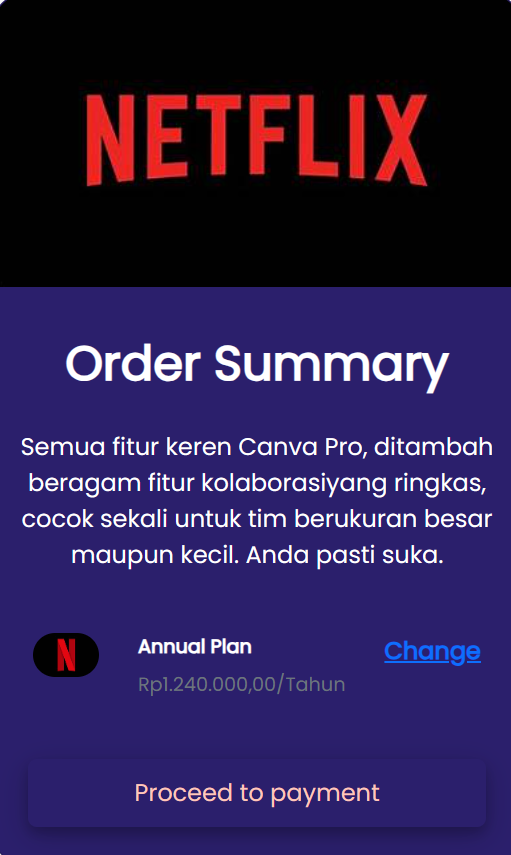 NETFLIX
Order Summary
Semua fitur keren Canva Pro, ditambah
beragam fitur kolaborasiyang ringkas,
cocok sekali untuk tim berukuran besar
maupun kecil. Anda pasti suka.
N
Annual Plan
Change
Rp1.240.000,00/Tahun
Proceed to payment